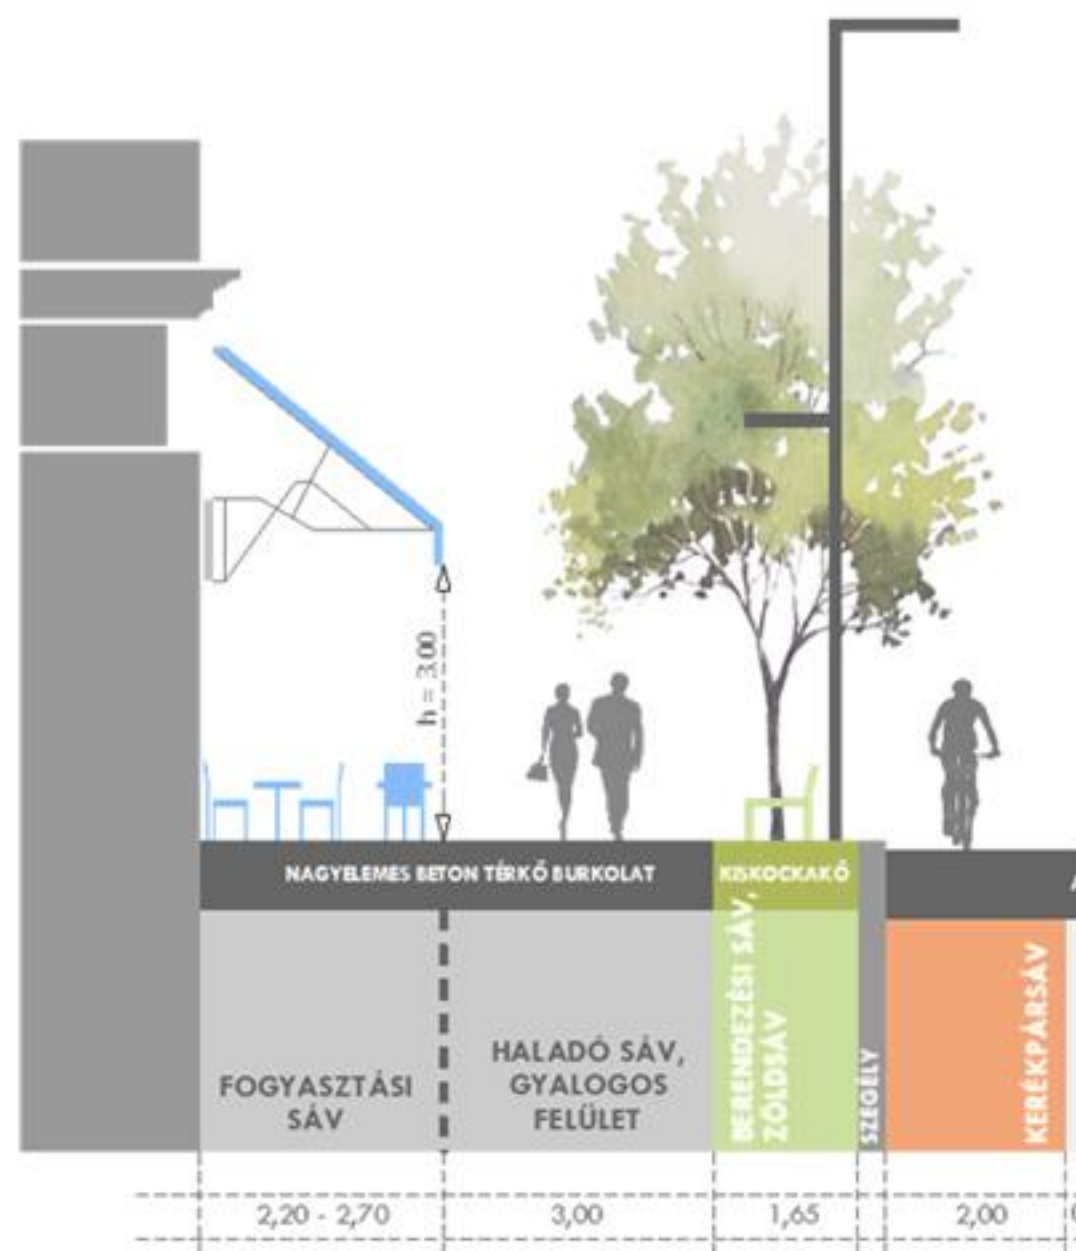 h = 3.00
NAGYELEMES BETON TÉRKŐ BURKOLAT
KISKOCKAKŐ
FOGYASZTÁSI
SÁV
HALADÓ SÁV,
GYALOGOS
FELÜLET
BERENDEZÉSI SÁV,
ZÖLDSÁV
SZEGÉLY
KERÉKPÁRSÁV
2,20 - 2,70
3,00
1,65
2,00